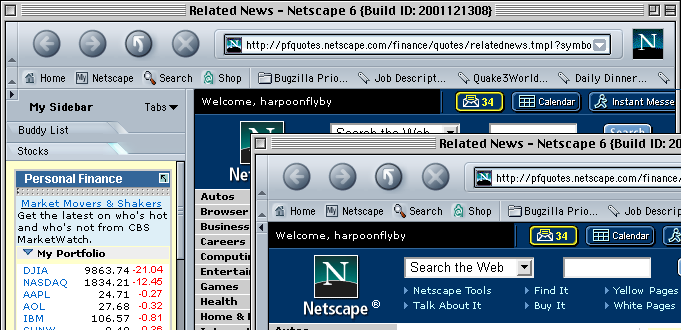 Related News - Netscape 6 {Build ID: 2001121308}
http://pfquotes.netscape.com/finance/quotes/relatednews.tmpl?symbo
N
Home Netscape Search Shop Bugzilla Prio... Job Descript... Quake3World... Daily Dinner...
My Sidebar Tabs
Buddy List
Stocks
Personal Finance
Market Movers & Shakers
Get the latest on who's hot
and who's not from CBS
MarketWatch.
My Portfolio
DJIA 9863.74 -21.04
NASDAQ 1834.21 -12.45
AAPL 24.71 -0.27
AOL 27.68 -0.32
IBM 106.57 -0.81
Welcome, harpoonflyby 34 Calendar Instant Messe
N
Search the Web Search
Autos
Browser
Business
Careers
Computin
Entertai
Games
Health
Home &
Related News - Netscape 6 {Build ID: 20
http://pfquotes.netscape.com/finance/
Home Netscape Search Shop Bugzilla Prio... Job Descrip
Welcome, harpoonflyby 34 Calendar
N
Netscape ®
Search the Web
Netscape Tools Find It Yellow Pages
Talk About It Buy It White Pages